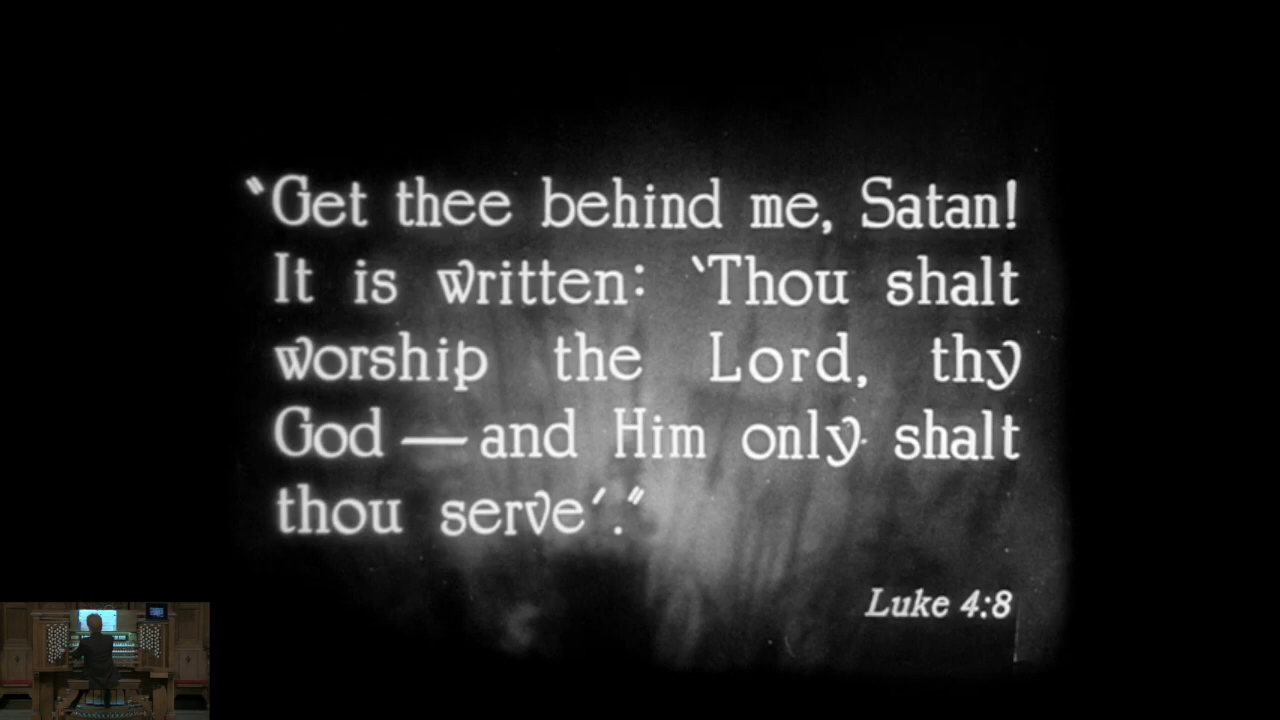 "Get thee behind me, Satan!
It is written: 'Thou shalt
worship the Lord, thy
God — and Him only shalt
thou serve'."
Luke 4:8